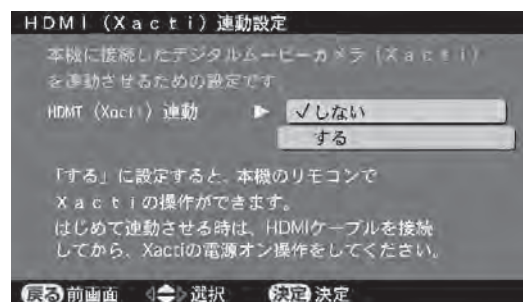 HDMI（Xacti）連動設定
本機に接続したデジタルムービーカメラ（Xacti）
を連動させるための設定です
HDMI（Xacti）連動 ▶ ✓しない
する
「する」に設定すると、本機のリモコンで
Xactiの操作ができます。
はじめて連動させる時は、HDMIケーブルを接続
してから、Xactiの電源オン操作をしてください。
戻る 前画面 選択 決定 決定